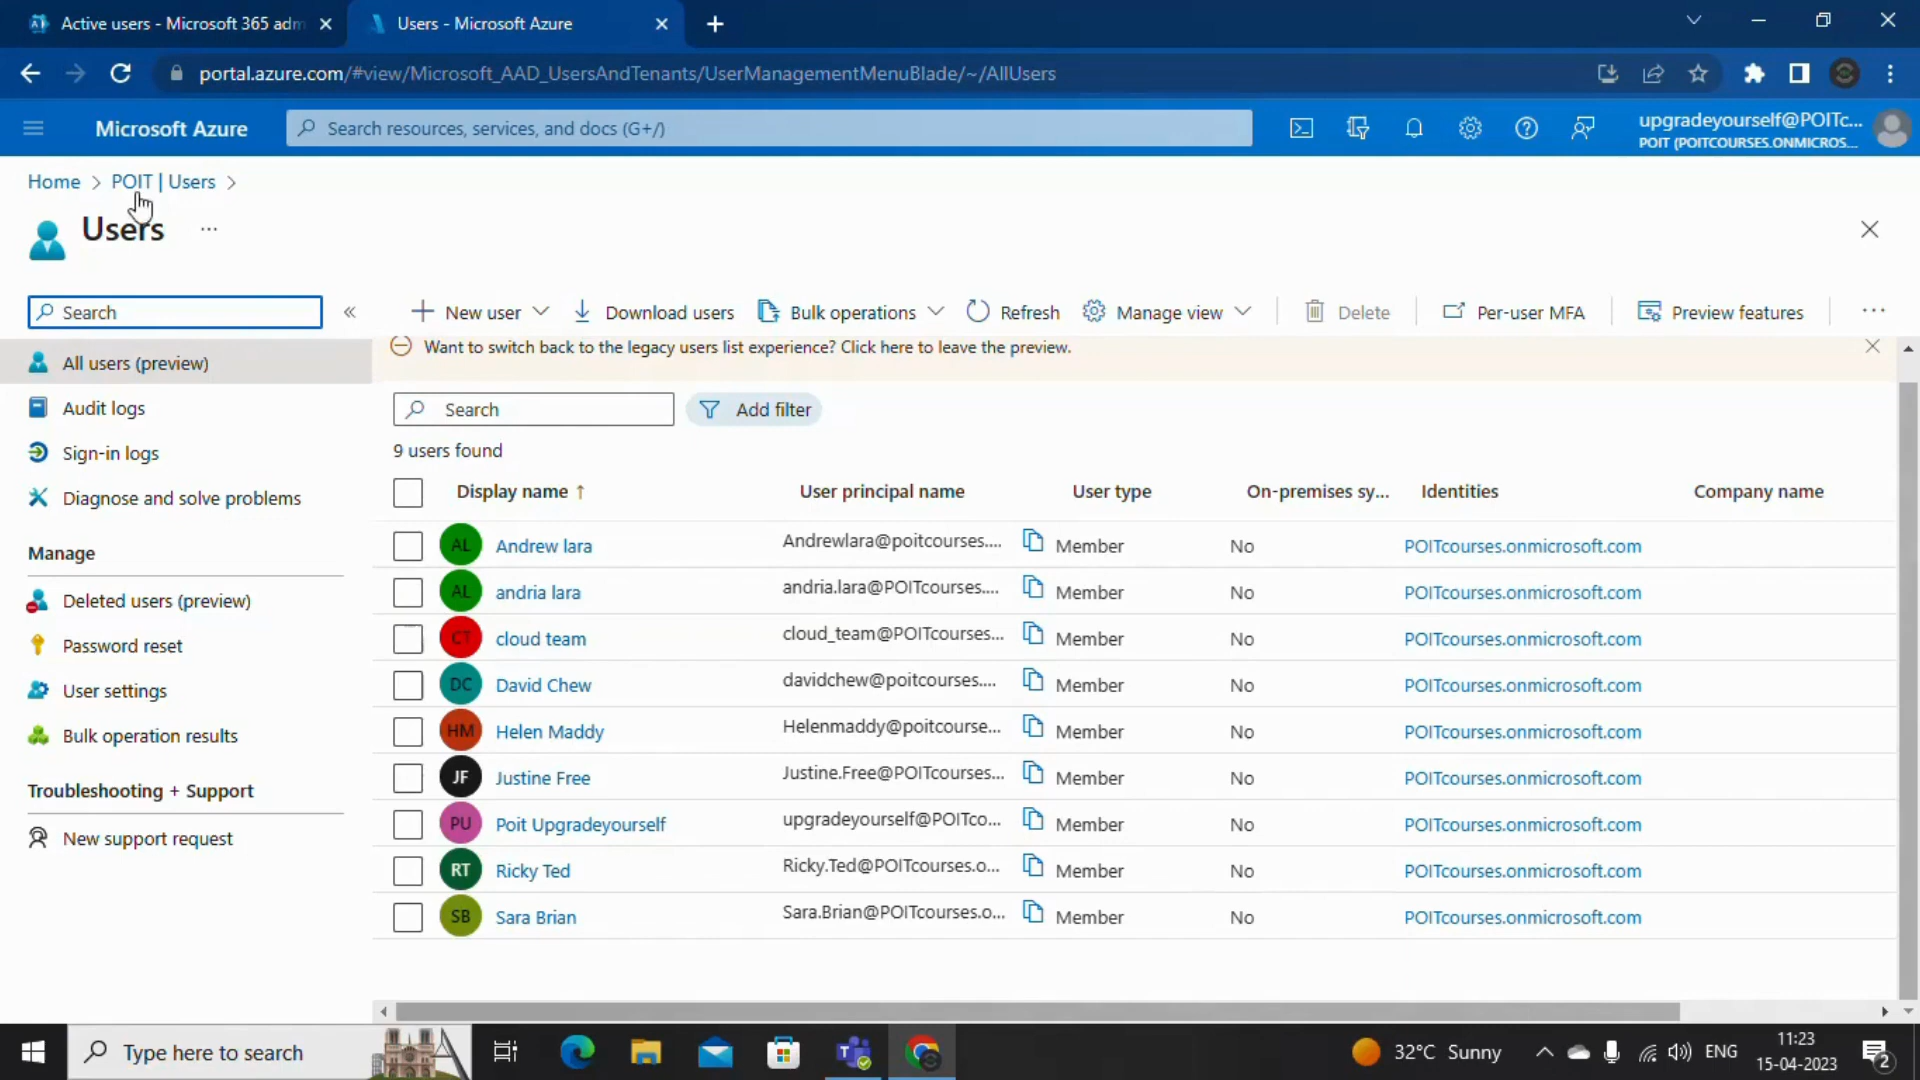 Active users - Microsoft 365 adm
Users - Microsoft Azure
portal.azure.com/#view/Microsoft_AAD_UsersAndTenants/UserManagementMenuBlade/~/AllUsers
Microsoft Azure
Search resources, services, and docs (G+/)
upgradeyourself@POITc...
POIT (POITCOURSES.ONMICROS...
Home > POIT | Users >
Users ...
Search
New user
Download users
Bulk operations
Refresh
Manage view
Delete
Per-user MFA
Preview features
All users (preview)
Audit logs
Sign-in logs
Diagnose and solve problems
Manage
Deleted users (preview)
Password reset
User settings
Bulk operation results
Troubleshooting + Support
New support request
Want to switch back to the legacy users list experience? Click here to leave the preview.
Search
Add filter
9 users found
Display name ↑ User principal name User type On-premises sy... Identities Company name
AL Andrew lara Andrewlara@poitcourses.... Member No POITcourses.onmicrosoft.com
AL andria lara andria.lara@POITcourses.... Member No POITcourses.onmicrosoft.com
CT cloud team cloud_team@POITcourses... Member No POITcourses.onmicrosoft.com
DC David Chew davidchew@poitcourses.... Member No POITcourses.onmicrosoft.com
HM Helen Maddy Helenmaddy@poitcourse... Member No POITcourses.onmicrosoft.com
JF Justine Free Justine.Free@POITcourses... Member No POITcourses.onmicrosoft.com
PU Poit Upgradeyourself upgradeyourself@POITco... Member No POITcourses.onmicrosoft.com
RT Ricky Ted Ricky.Ted@POITcourses.o... Member No POITcourses.onmicrosoft.com
SB Sara Brian Sara.Brian@POITcourses.o... Member No POITcourses.onmicrosoft.com
Type here to search
32°C Sunny
ENG
11:23
15-04-2023
2